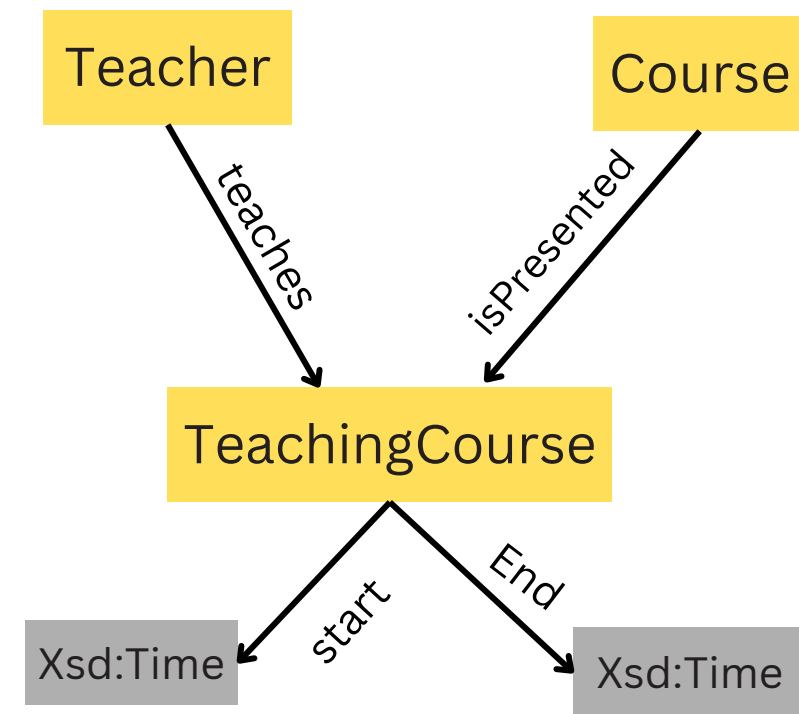 Teacher
Course
teaches
isPresented
TeachingCourse
start
End
Xsd:Time
Xsd:Time